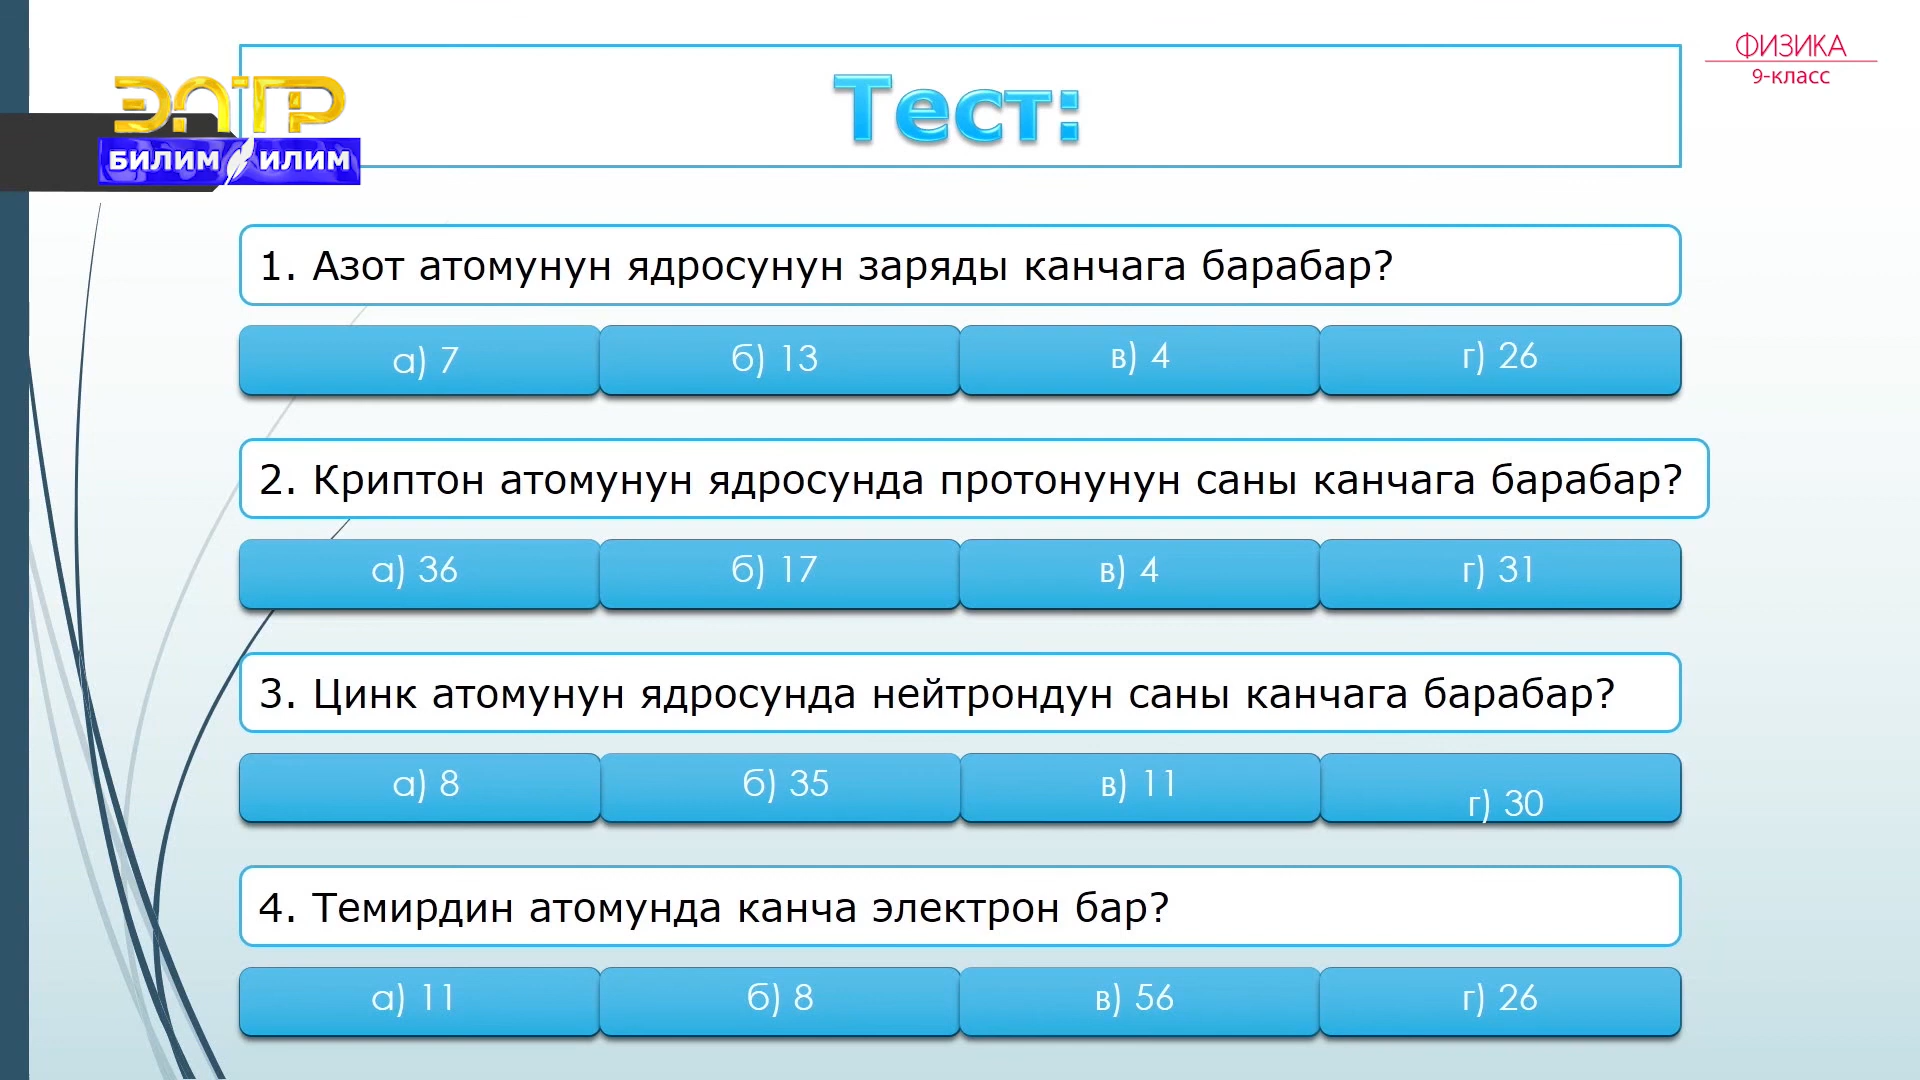 ФИЗИКА
9-класс
ЭЛТР
БИЛИМ ИЛИМ
Тест:
1. Азот атомунун ядросунун заряды канчага барабар?
а) 7
б) 13
в) 4
г) 26
2. Криптон атомунун ядросунда протонунун саны канчага барабар?
а) 36
б) 17
в) 4
г) 31
3. Цинк атомунун ядросунда нейтрондун саны канчага барабар?
а) 8
б) 35
в) 11
г) 30
4. Темирдин атомунда канча электрон бар?
а) 11
б) 8
в) 56
г) 26